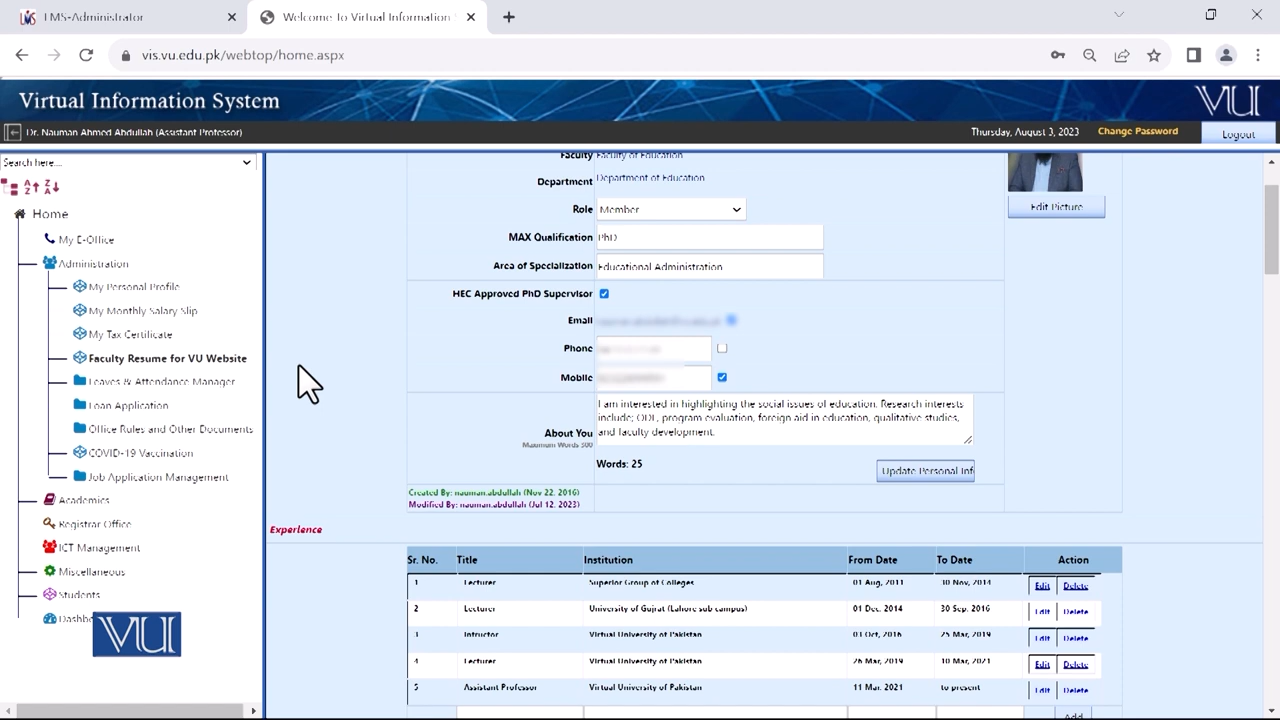 LMS-Administrator
Welcome To Virtual Information S
vis.vu.edu.pk/webtop/home.aspx
Virtual Information System
VU
Dr. Nauman Ahmed Abdullah (Assistant Professor)
Thursday, August 3, 2023
Change Password
Logout
Search here....
Home
My E-Office
Administration
My Personal Profile
My Monthly Salary Slip
My Tax Certificate
Faculty Resume for VU Website
Leaves & Attendance Manager
Loan Application
Office Rules and Other Documents
COVID-19 Vaccination
Job Application Management
Academics
Registrar Office
ICT Management
Miscellaneous
Students
Dashbo
VU
Faculty Faculty of Education
Department Department of Education
Role Member
MAX Qualification PhD
Area of Specialization Educational Administration
HEC Approved PhD Supervisor
Email
Phone
Mobile
Edit Picture
About You
Maximum Words 300
I am interested in highlighting the social issues of education. Research interests
include; ODL, program evaluation, foreign aid in education, qualitative studies,
and faculty development.
Words: 25
Update Personal Inf
Created By: nauman.abdullah (Nov 22, 2016)
Modified By: nauman.abdullah (Jul 12, 2023)
Experience
Sr. No. Title Institution From Date To Date Action
1 Lecturer Superior Group of Colleges 01 Aug, 2011 30 Nov, 2014 Edit Delete
2 Lecturer University of Gujrat (Lahore sub campus) 01 Dec, 2014 30 Sep, 2016 Edit Delete
3 Intructor Virtual University of Pakistan 03 Oct, 2016 25 Mar, 2019 Edit Delete
4 Lecturer Virtual University of Pakistan 26 Mar, 2019 10 Mar, 2021 Edit Delete
5 Assistant Professor Virtual University of Pakistan 11 Mar, 2021 to present Edit Delete
Add